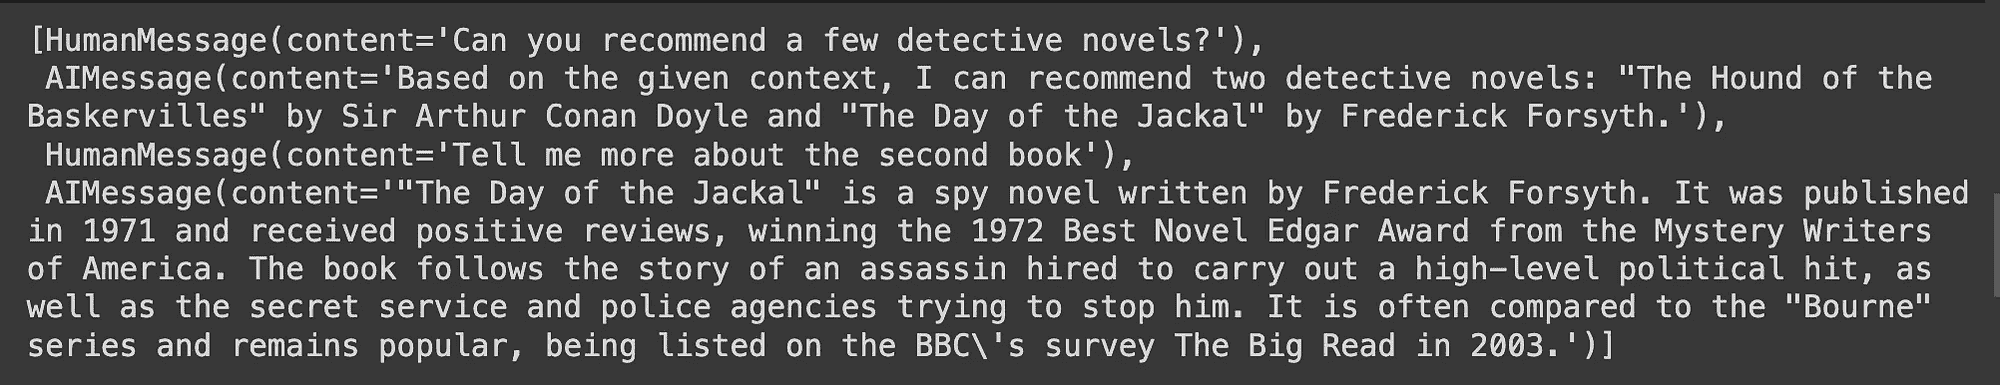 [HumanMessage(content='Can you recommend a few detective novels?'),
 AIMessage(content='Based on the given context, I can recommend two detective novels: "The Hound of the
Baskervilles" by Sir Arthur Conan Doyle and "The Day of the Jackal" by Frederick Forsyth.'),
 HumanMessage(content='Tell me more about the second book'),
 AIMessage(content='"The Day of the Jackal" is a spy novel written by Frederick Forsyth. It was published
in 1971 and received positive reviews, winning the 1972 Best Novel Edgar Award from the Mystery Writers
of America. The book follows the story of an assassin hired to carry out a high-level political hit, as
well as the secret service and police agencies trying to stop him. It is often compared to the "Bourne"
series and remains popular, being listed on the BBC\'s survey The Big Read in 2003.')]